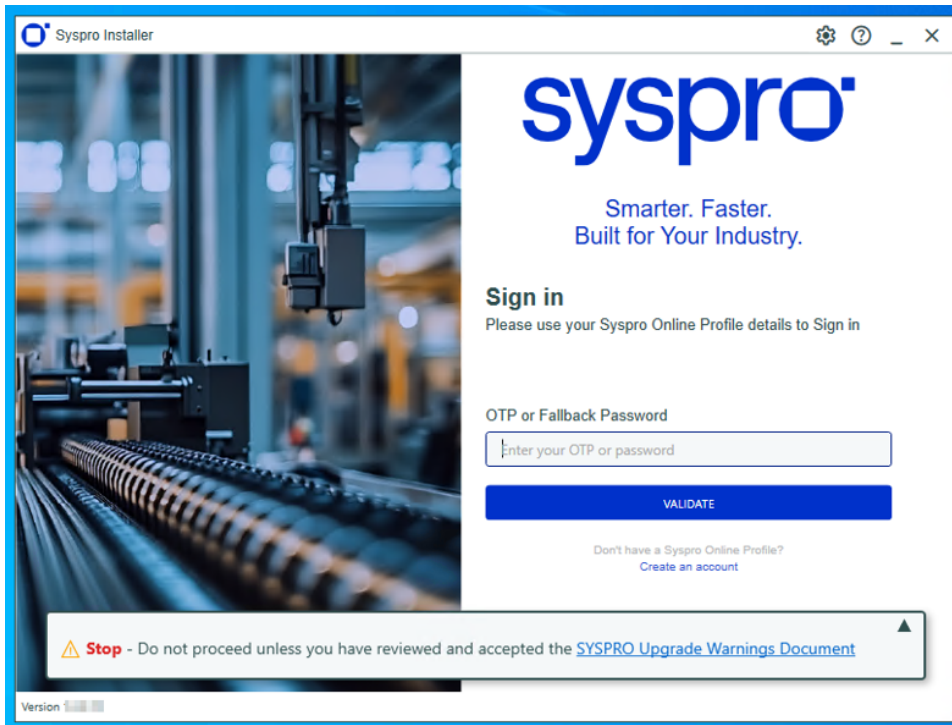 Syspro Installer
syspro
Smarter. Faster.
Built for Your Industry.
Sign in
Please use your Syspro Online Profile details to Sign in
OTP or Fallback Password
Enter your OTP or password
VALIDATE
Don't have a Syspro Online Profile?
Create an account
Stop - Do not proceed unless you have reviewed and accepted the SYSPRO Upgrade Warnings Document
Version